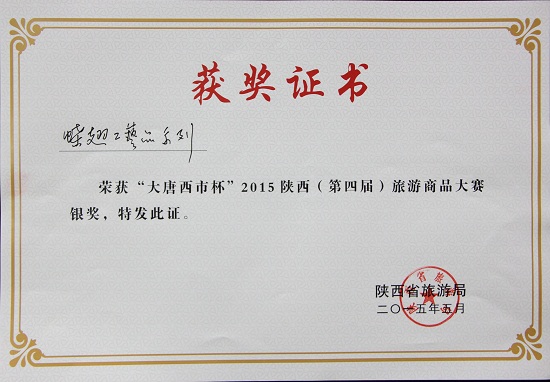 获奖证书
蝶翅工藝品系列
荣获“大唐西市杯”2015陕西(第四届)旅游商品大赛
银奖,特发此证。
陕西省旅游局
二〇一五年五月